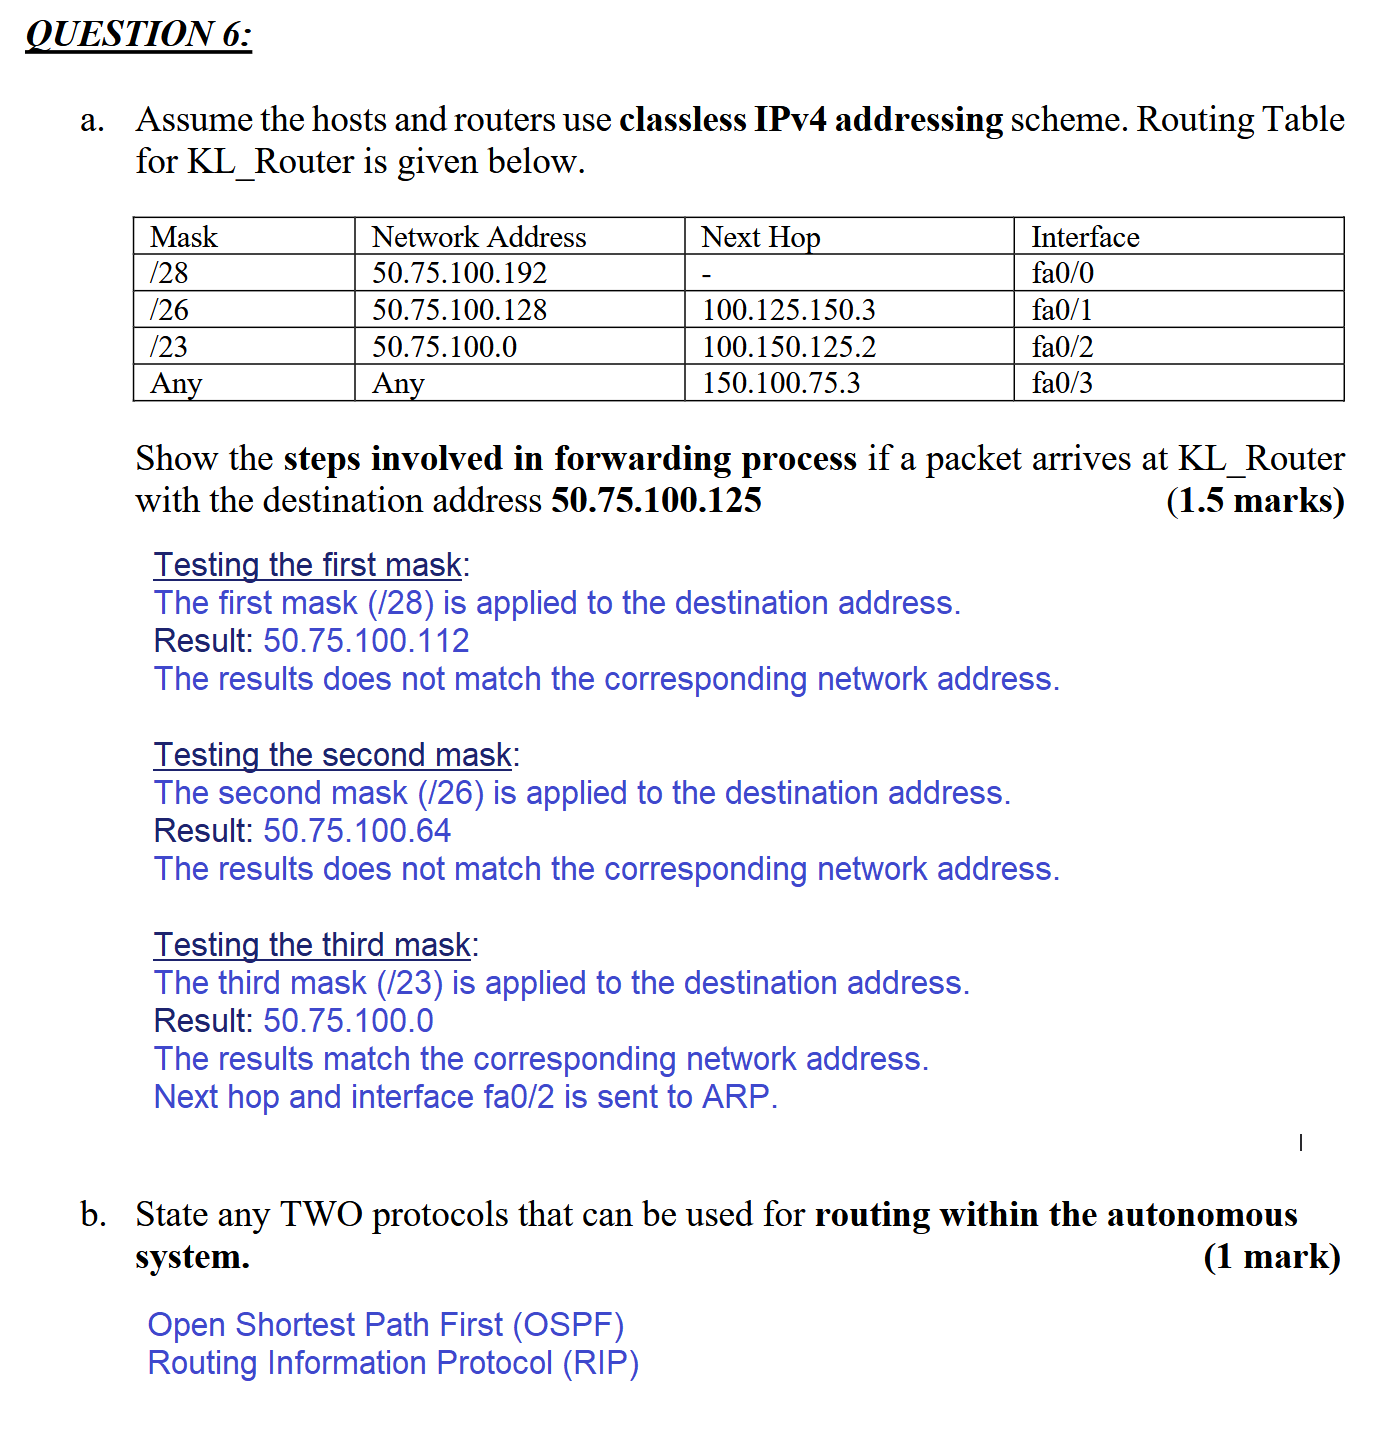 QUESTION 6:
a. Assume the hosts and routers use classless IPv4 addressing scheme. Routing Table
for KL_Router is given below.
Mask Network Address Next Hop Interface
/28 50.75.100.192 - fa0/0
/26 50.75.100.128 100.125.150.3 fa0/1
/23 50.75.100.0 100.150.125.2 fa0/2
Any Any 150.100.75.3 fa0/3
Show the steps involved in forwarding process if a packet arrives at KL_Router
with the destination address 50.75.100.125 (1.5 marks)
Testing the first mask:
The first mask (/28) is applied to the destination address.
Result: 50.75.100.112
The results does not match the corresponding network address.
Testing the second mask:
The second mask (/26) is applied to the destination address.
Result: 50.75.100.64
The results does not match the corresponding network address.
Testing the third mask:
The third mask (/23) is applied to the destination address.
Result: 50.75.100.0
The results match the corresponding network address.
Next hop and interface fa0/2 is sent to ARP.
b. State any TWO protocols that can be used for routing within the autonomous
system. (1 mark)
Open Shortest Path First (OSPF)
Routing Information Protocol (RIP)